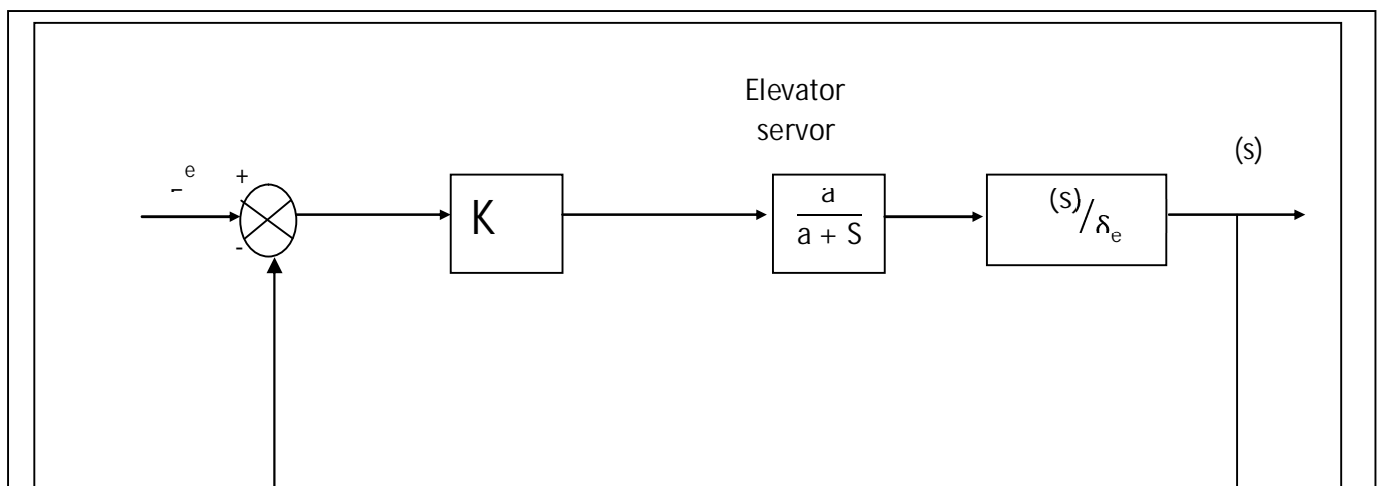 Elevator
servor
(s)
e
+
-
K
a
a + S
(s)/δe